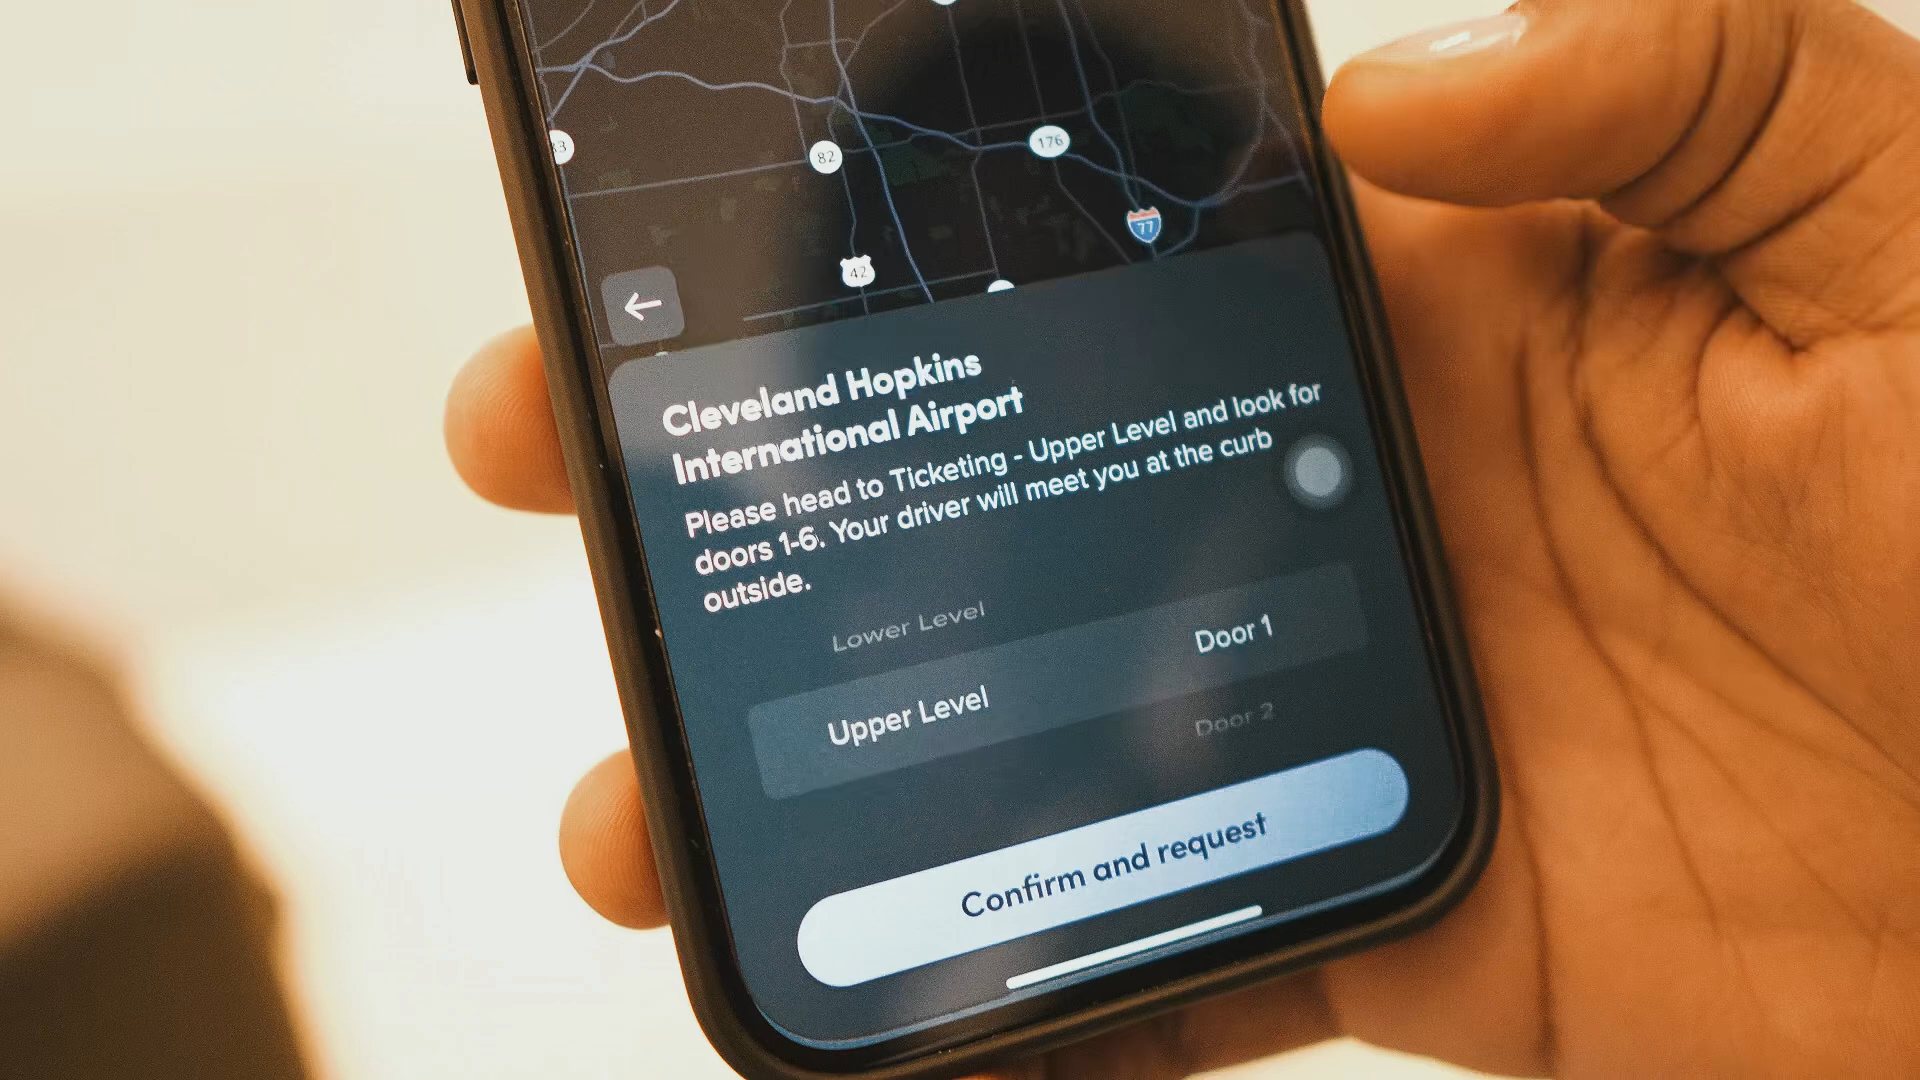 82
176
77
42
Cleveland Hopkins
International Airport
Please head to Ticketing - Upper Level and look for
doors 1-6. Your driver will meet you at the curb
outside.
Lower Level
Upper Level
Door 1
Door 2
Confirm and request